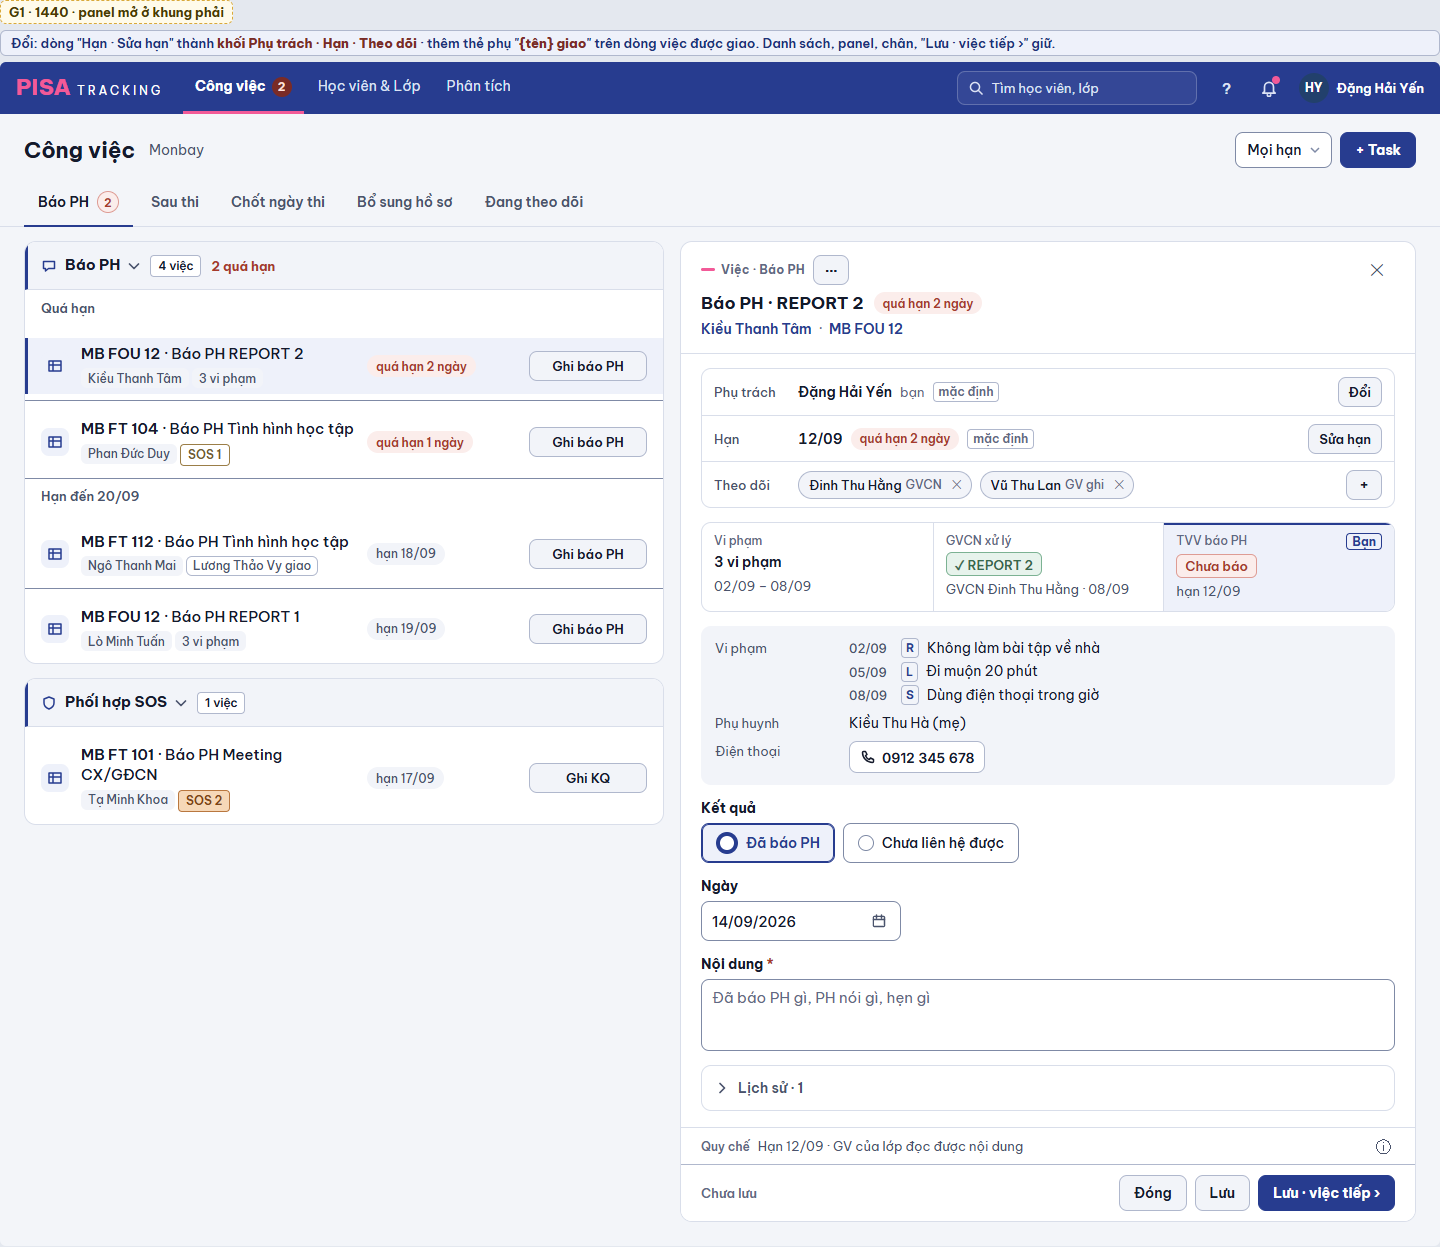 G1 · 1440 · panel mở ở khung phải
Đổi: dòng "Hạn · Sửa hạn" thành khối Phụ trách · Hạn · Theo dõi · thêm thẻ phụ "{tên} giao" trên dòng việc được giao. Danh sách, panel, chân, "Lưu · việc tiếp ›" giữ.
PISA TRACKING
Công việc 2
Học viên & Lớp
Phân tích
Tìm học viên, lớp
?
HY
Đặng Hải Yến
Công việc Monbay
Mọi hạn
+ Task
Báo PH 2
Sau thi
Chốt ngày thi
Bổ sung hồ sơ
Đang theo dõi
Báo PH 4 việc 2 quá hạn
Quá hạn
MB FOU 12 · Báo PH REPORT 2
Kiều Thanh Tâm 3 vi phạm
quá hạn 2 ngày
Ghi báo PH
MB FT 104 · Báo PH Tình hình học tập
Phan Đức Duy SOS 1
quá hạn 1 ngày
Ghi báo PH
Hạn đến 20/09
MB FT 112 · Báo PH Tình hình học tập
Ngô Thanh Mai Lương Thảo Vy giao
hạn 18/09
Ghi báo PH
MB FOU 12 · Báo PH REPORT 1
Lò Minh Tuấn 3 vi phạm
hạn 19/09
Ghi báo PH
Phối hợp SOS 1 việc
MB FT 101 · Báo PH Meeting
CX/GĐCN
Tạ Minh Khoa SOS 2
hạn 17/09
Ghi KQ
Việc · Báo PH ...
Báo PH · REPORT 2 quá hạn 2 ngày
Kiều Thanh Tâm · MB FOU 12
Phụ trách Đặng Hải Yến bạn mặc định Đổi
Hạn 12/09 quá hạn 2 ngày mặc định Sửa hạn
Theo dõi Đinh Thu Hằng GVCN Vũ Thu Lan GV ghi +
Vi phạm
3 vi phạm
02/09 – 08/09
GVCN xử lý
✓ REPORT 2
GVCN Đinh Thu Hằng · 08/09
TVV báo PH Bạn
Chưa báo
hạn 12/09
Vi phạm 02/09 R Không làm bài tập về nhà
05/09 L Đi muộn 20 phút
08/09 S Dùng điện thoại trong giờ
Phụ huynh Kiều Thu Hà (mẹ)
Điện thoại 0912 345 678
Kết quả
Đã báo PH
Chưa liên hệ được
Ngày
14/09/2026
Nội dung *
Đã báo PH gì, PH nói gì, hẹn gì
Lịch sử · 1
Quy chế Hạn 12/09 · GV của lớp đọc được nội dung
Chưa lưu
Đóng
Lưu
Lưu · việc tiếp ›